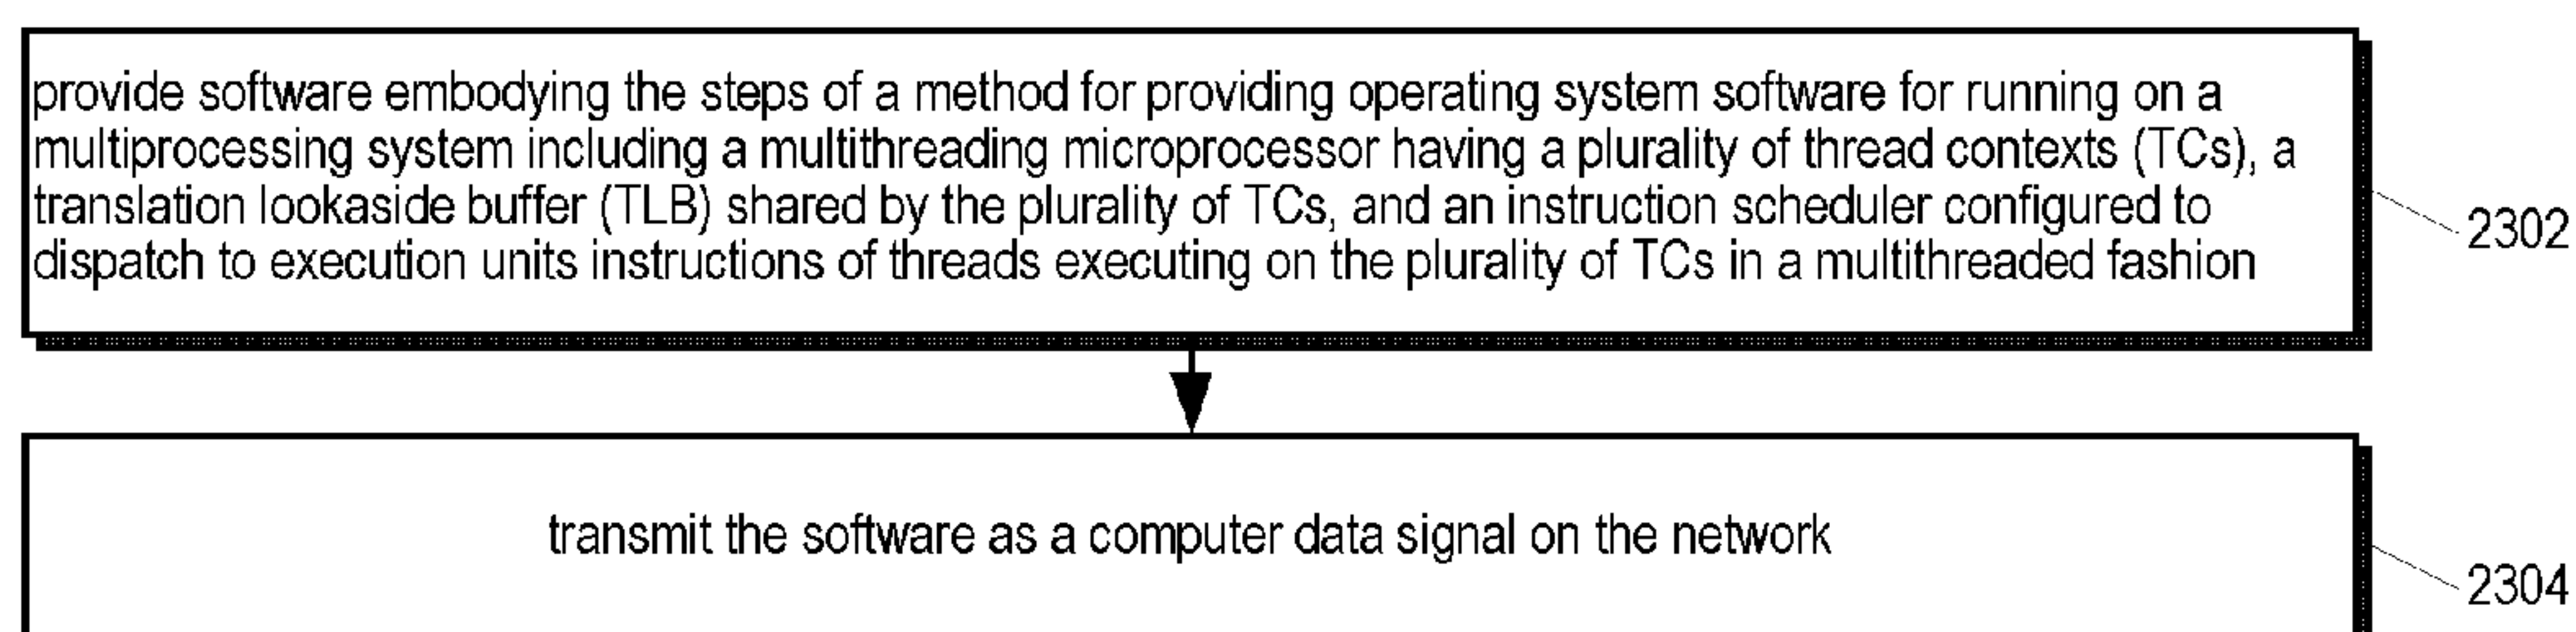 provide software embodying the steps of a method for providing operating system software for running on a
multiprocessing system including a multithreading microprocessor having a plurality of thread contexts (TCs), a
translation lookaside buffer (TLB) shared by the plurality of TCs, and an instruction scheduler configured to
dispatch to execution units instructions of threads executing on the plurality of TCs in a multithreaded fashion
2302
transmit the software as a computer data signal on the network
2304